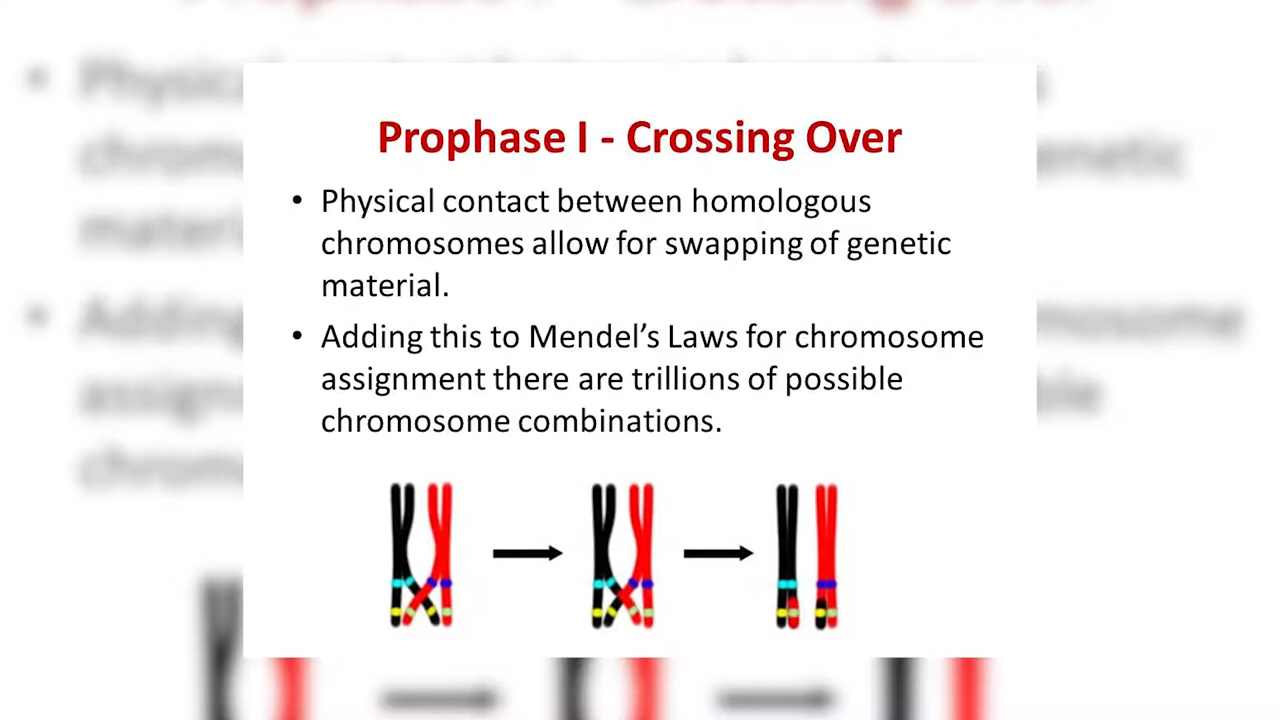 Prophase I - Crossing Over
• Physical contact between homologous
chromosomes allow for swapping of genetic
material.
• Adding this to Mendel’s Laws for chromosome
assignment there are trillions of possible
chromosome combinations.